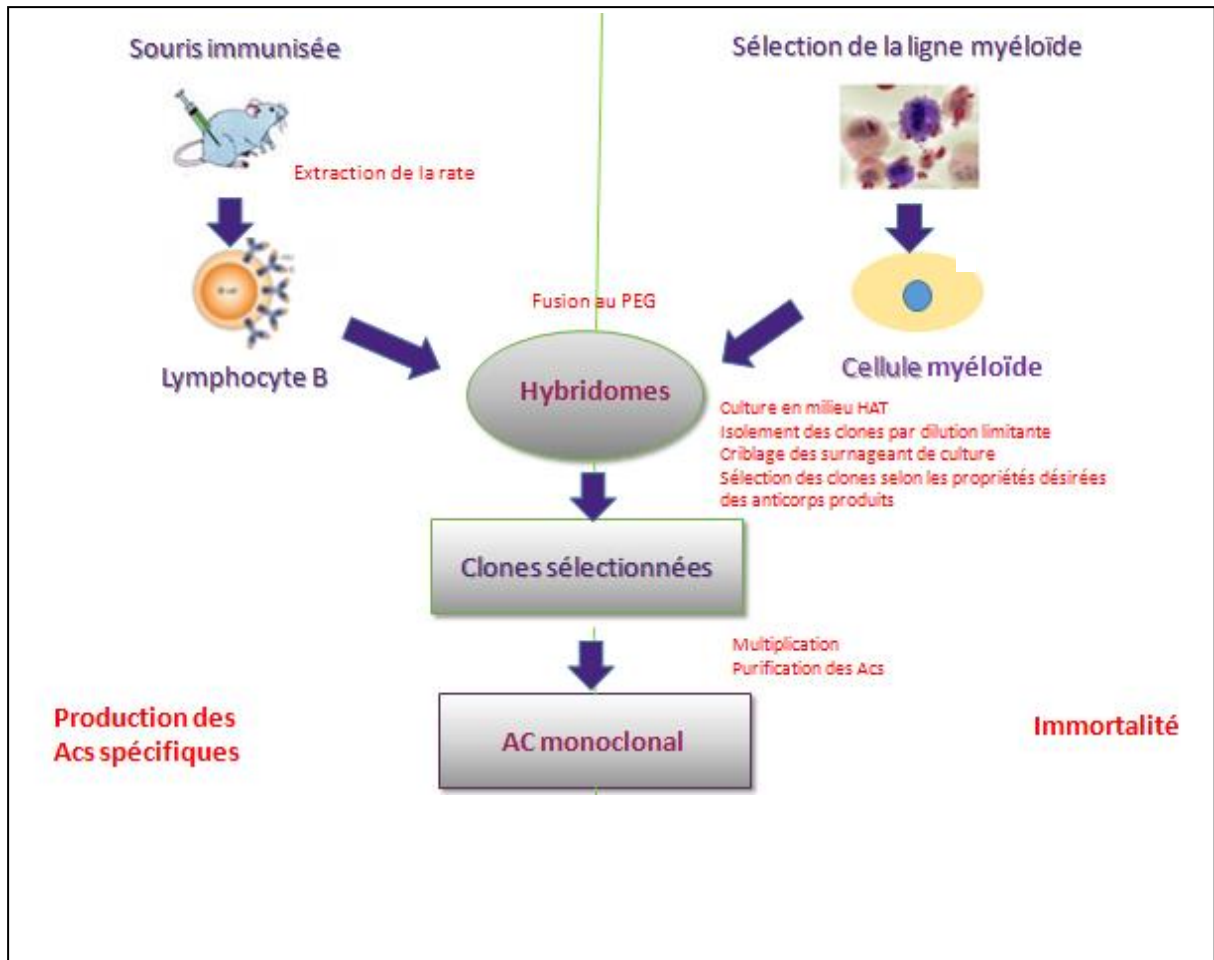 Souris immunisée
Sélection de la ligne myéloïde
Extraction de la rate
Fusion au PEG
Lymphocyte B
Cellule myéloïde
Hybridomes
Culture en milieu HAT
Isolement des clones par dilution limitante
Criblage des surnageant de culture
Sélection des clones selon les propriétés désirées
des anticorps produits
Clones sélectionnées
Multiplication
Purification des Acs
Production des
Acs spécifiques
AC monoclonal
Immortalité